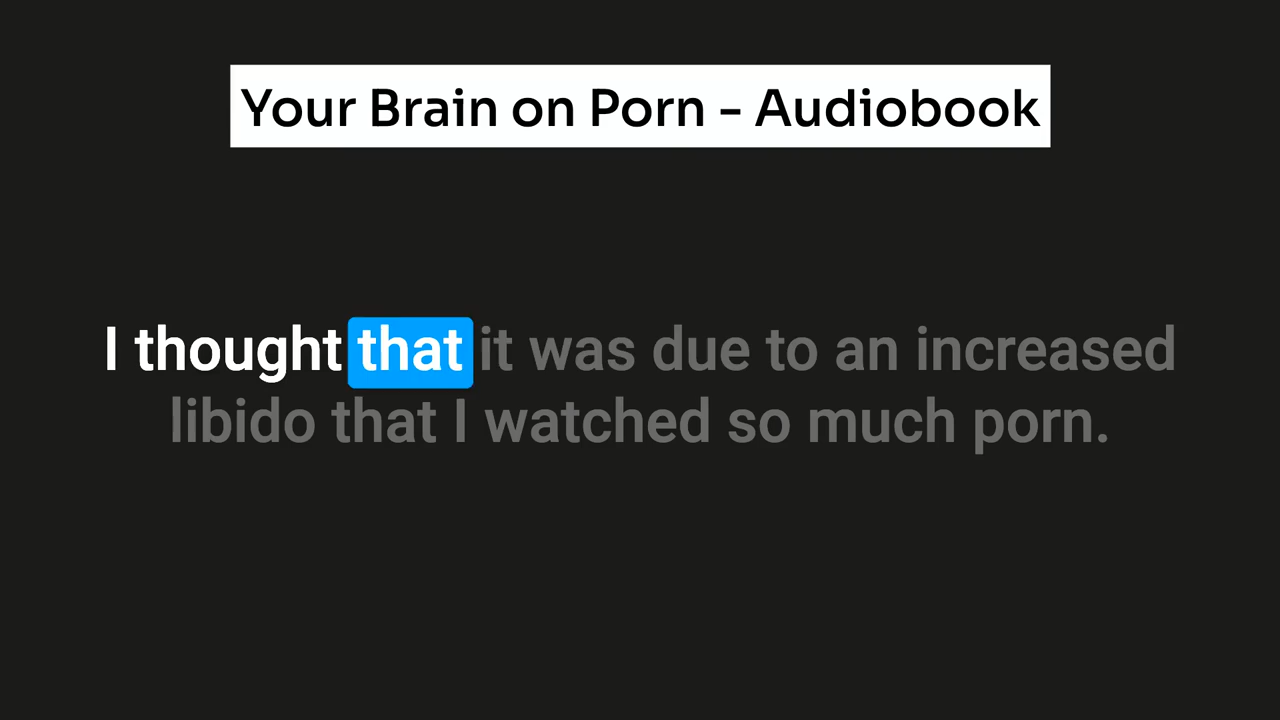 Your Brain on Porn - Audiobook
I thought that it was due to an increased
libido that I watched so much porn.